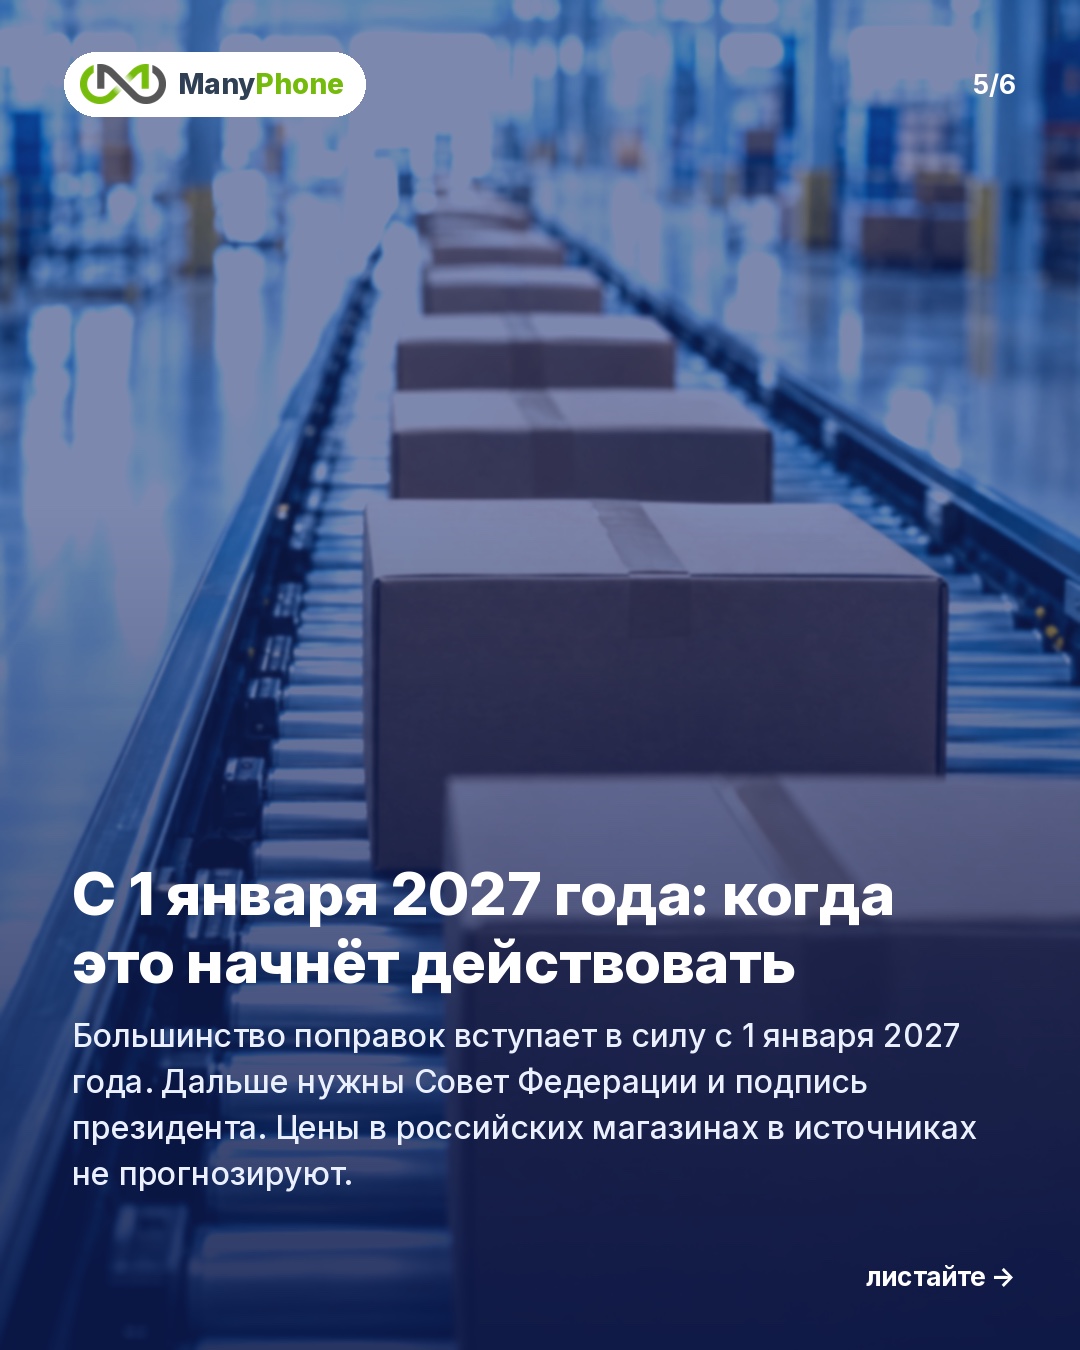 ManyPhone
5/6
С 1 января 2027 года: когда
это начнёт действовать
Большинство поправок вступает в силу с 1 января 2027
года. Дальше нужны Совет Федерации и подпись
президента. Цены в российских магазинах в источниках
не прогнозируют.
листайте →